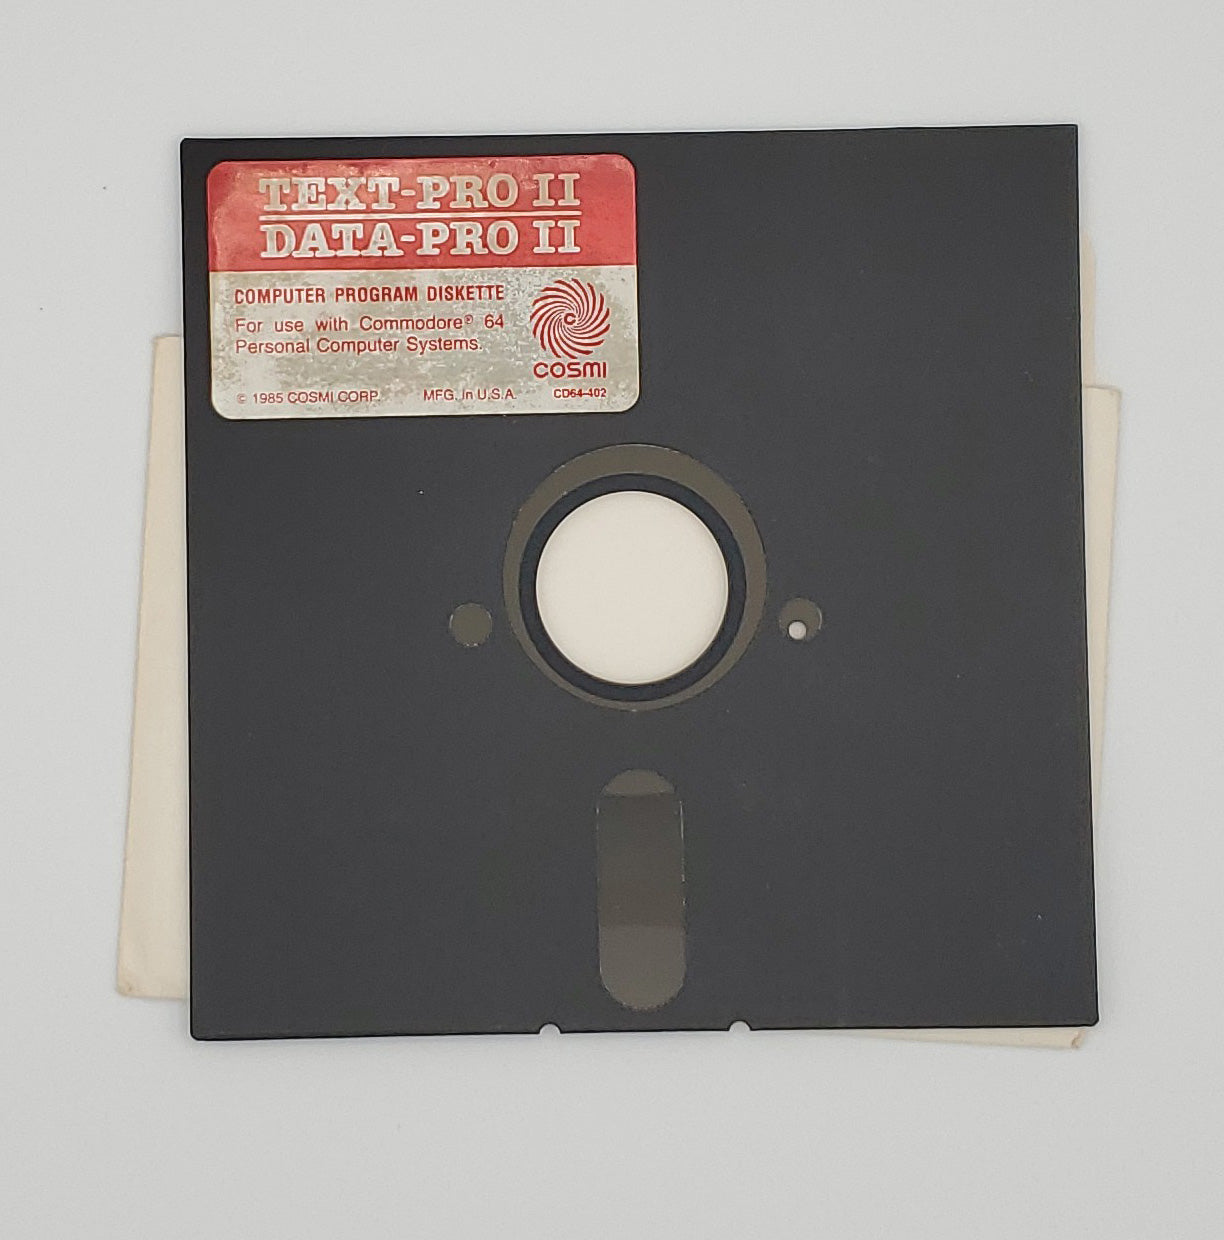 TEXT-PRO II
DATA-PRO II
COMPUTER PROGRAM DISKETTE
For use with Commodore® 64
Personal Computer Systems.
C
COSMI
© 1985 COSMI CORP. MFG. in U.S.A. CD64-402